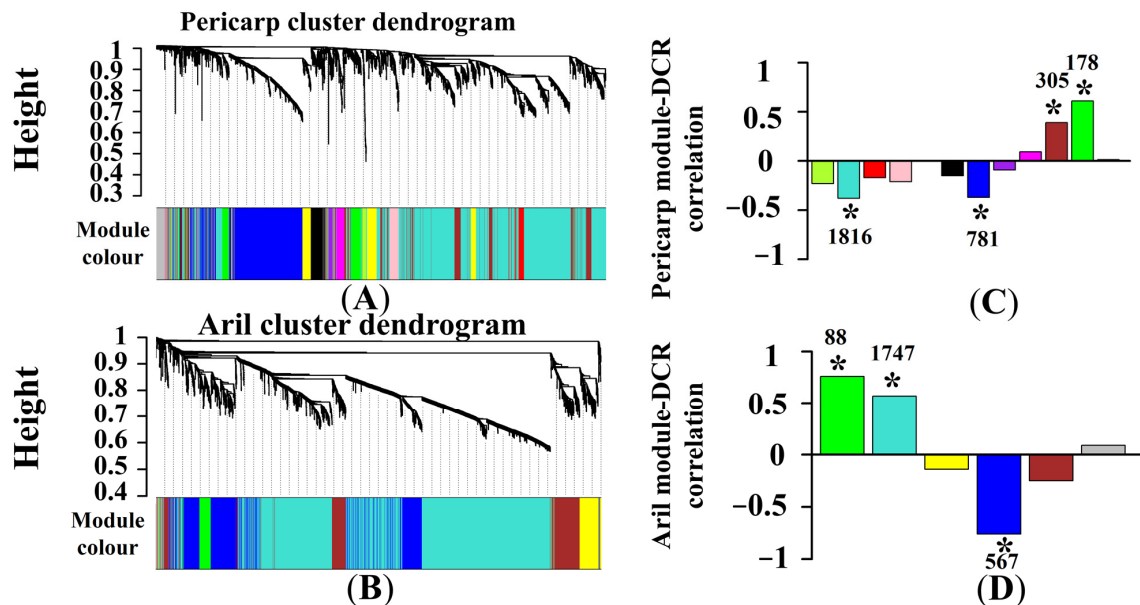 Pericarp cluster dendrogram
Height
1
0.9
0.8
0.7
0.6
0.5
0.4
0.3
Module
colour
(A)
Aril cluster dendrogram
Height
1
0.9
0.8
0.7
0.6
0.5
0.4
Module
colour
(B)
Pericarp module-DCR
correlation
1
0.5
0
−0.5
−1
1816
*
781
*
305
*
178
*
(C)
Aril module-DCR
correlation
1
0.5
0
−0.5
−1
88
*
1747
*
*
567
(D)